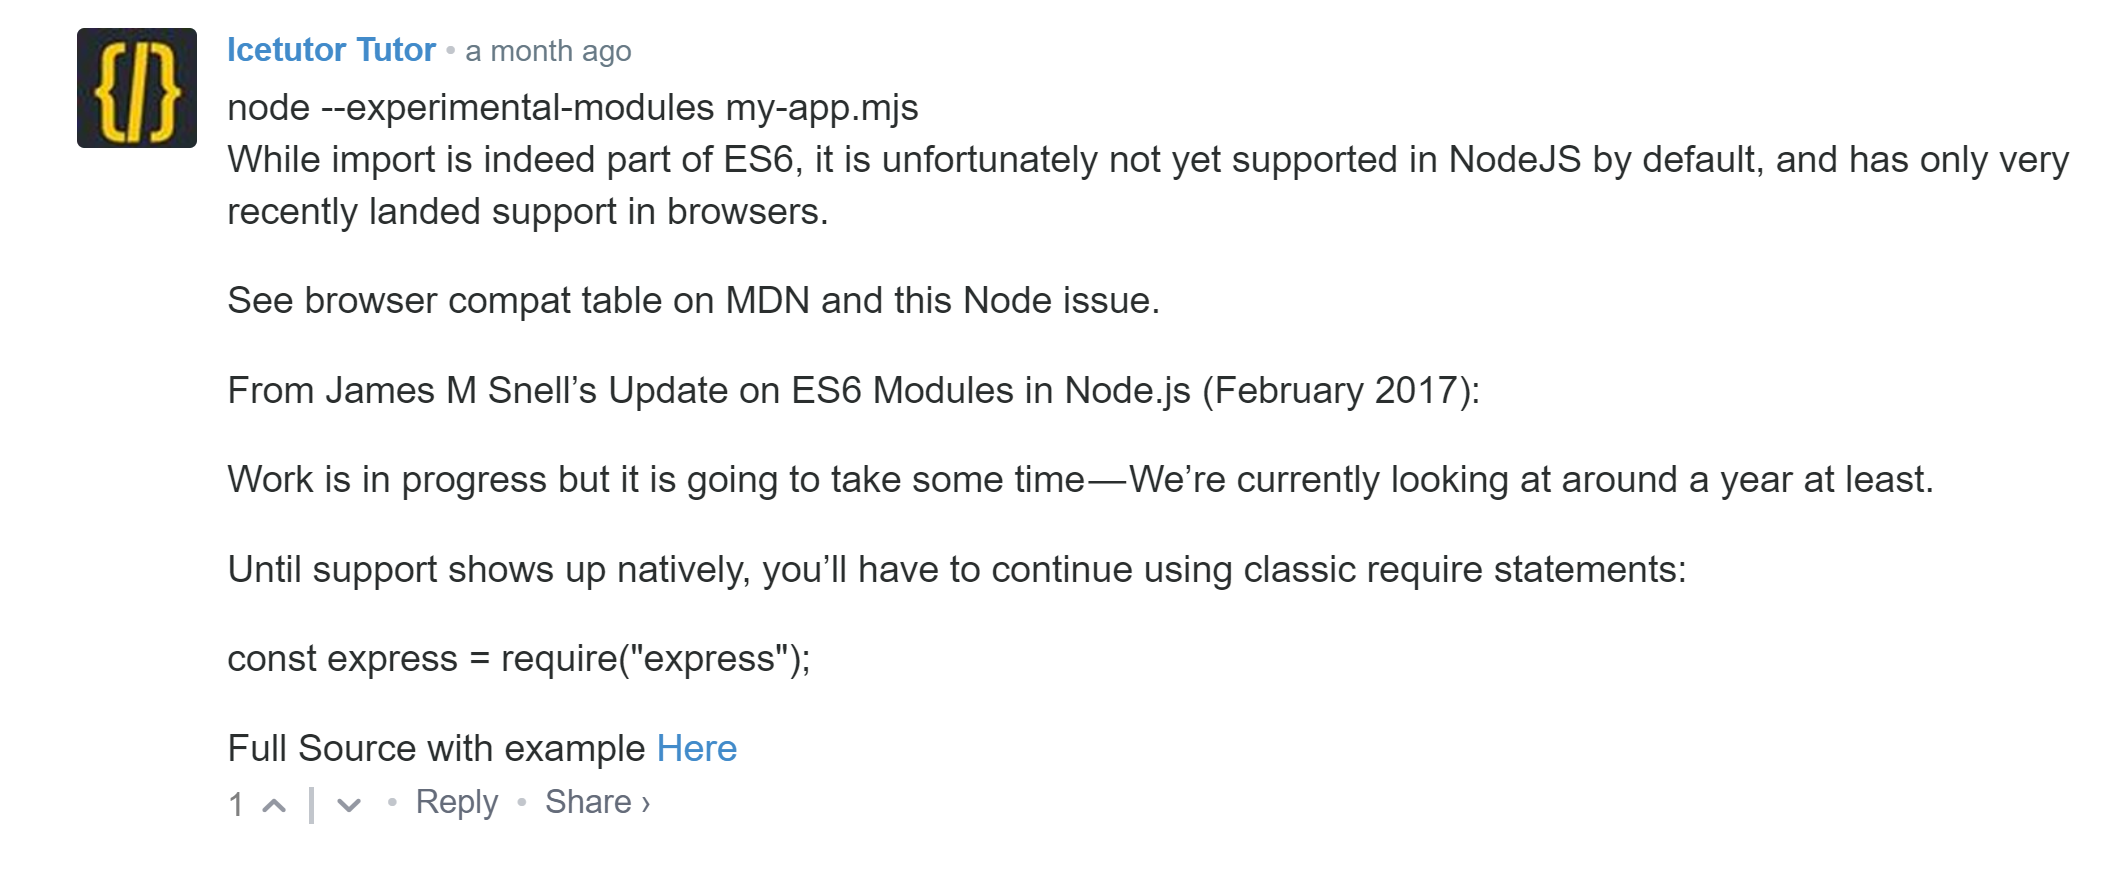 Icetutor Tutor • a month ago
node --experimental-modules my-app.mjs
While import is indeed part of ES6, it is unfortunately not yet supported in NodeJS by default, and has only very
recently landed support in browsers.
See browser compat table on MDN and this Node issue.
From James M Snell’s Update on ES6 Modules in Node.js (February 2017):
Work is in progress but it is going to take some time — We’re currently looking at around a year at least.
Until support shows up natively, you’ll have to continue using classic require statements:
const express = require("express");
Full Source with example Here
1 • Reply • Share ›